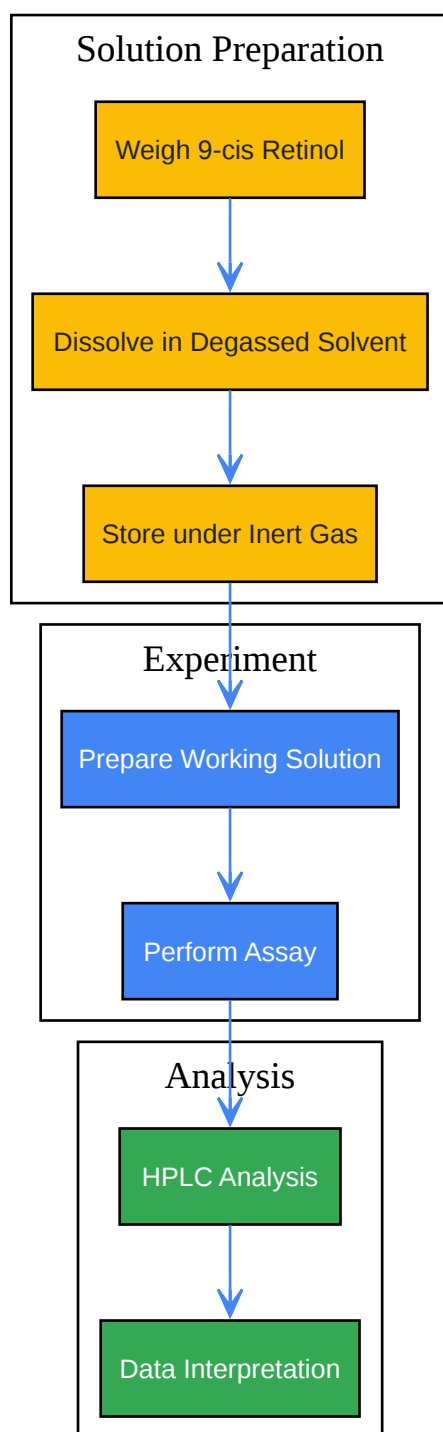 Solution Preparation
Weigh 9-cis Retinol
Dissolve in Degassed Solvent
Store under Inert Gas
Experiment
Prepare Working Solution
Perform Assay
Analysis
HPLC Analysis
Data Interpretation